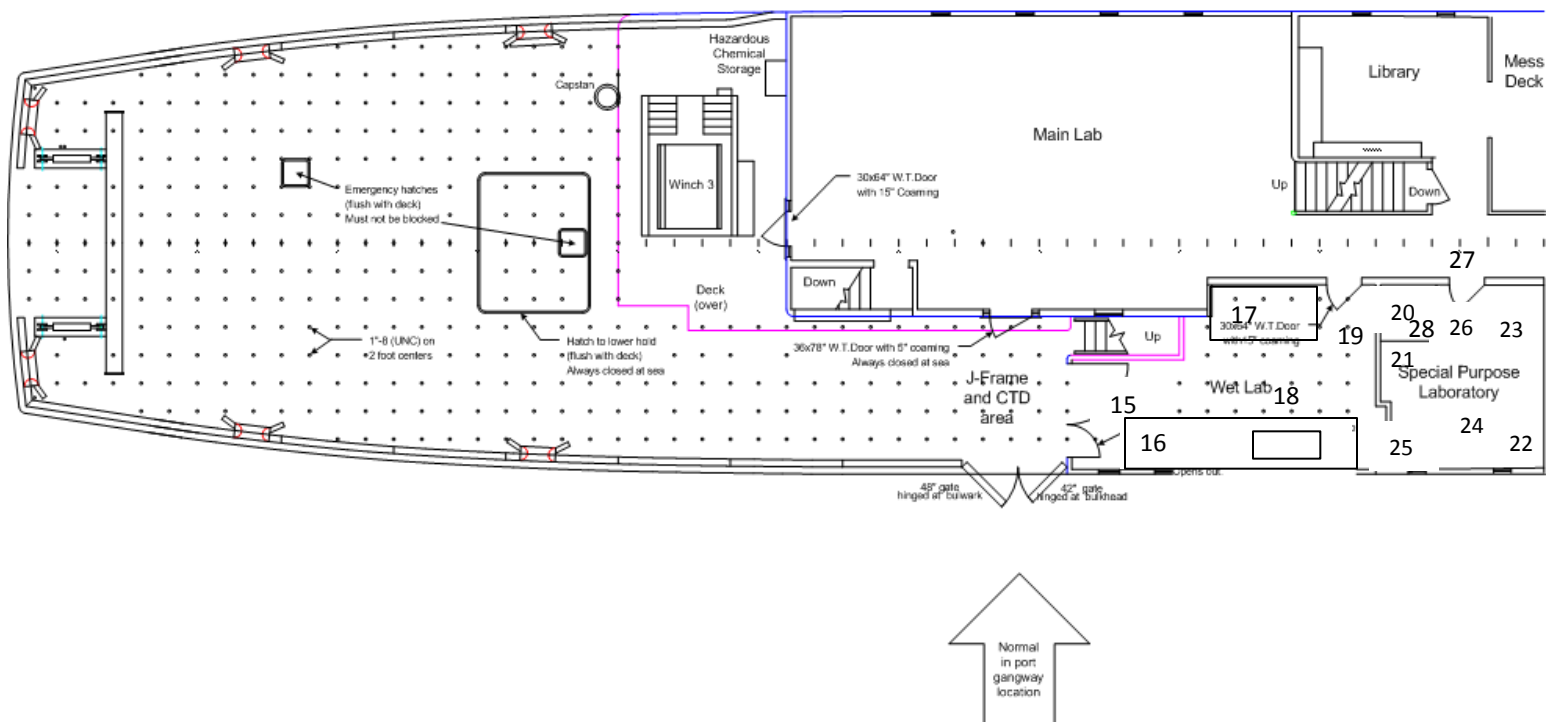 Hazardous
Chemical
Storage
Capstan
Library
Mess
Deck
Main Lab
Winch 3
30x64" W.T.Door
with 15" Coaming
Up
Down
Emergency hatches
(flush with deck)
Must not be blocked
27
Down
Deck
(over)
17
30x64" W.T.Door
with 15" coaming
19
20
28
26
23
1"-8 (UNC) on
2 foot centers
Hatch to lower hold
(flush with deck)
Always closed at sea
36x78" W.T.Door with 5" coaming
Always closed at sea
Up
21
Special Purpose
Laboratory
J-Frame
and CTD
area
Wet Lab
18
15
16
24
25
22
Opens out
48" gate
hinged at bulwark
42" gate
hinged at bulkhead
Normal
in port
gangway
location